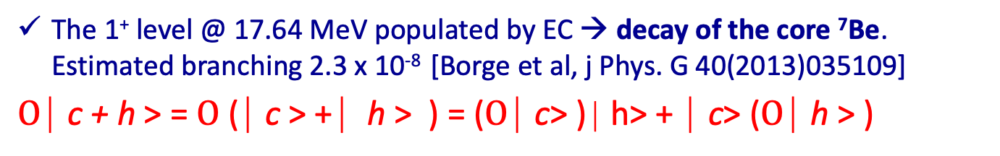 ✓ The 1⁺ level @ 17.64 MeV populated by EC → decay of the core ⁷Be.
Estimated branching 2.3 x 10⁻⁸ [Borge et al, j Phys. G 40(2013)035109]
O| c + h > = O (| c > +| h > ) = (O| c> )| h> + | c> (O| h > )